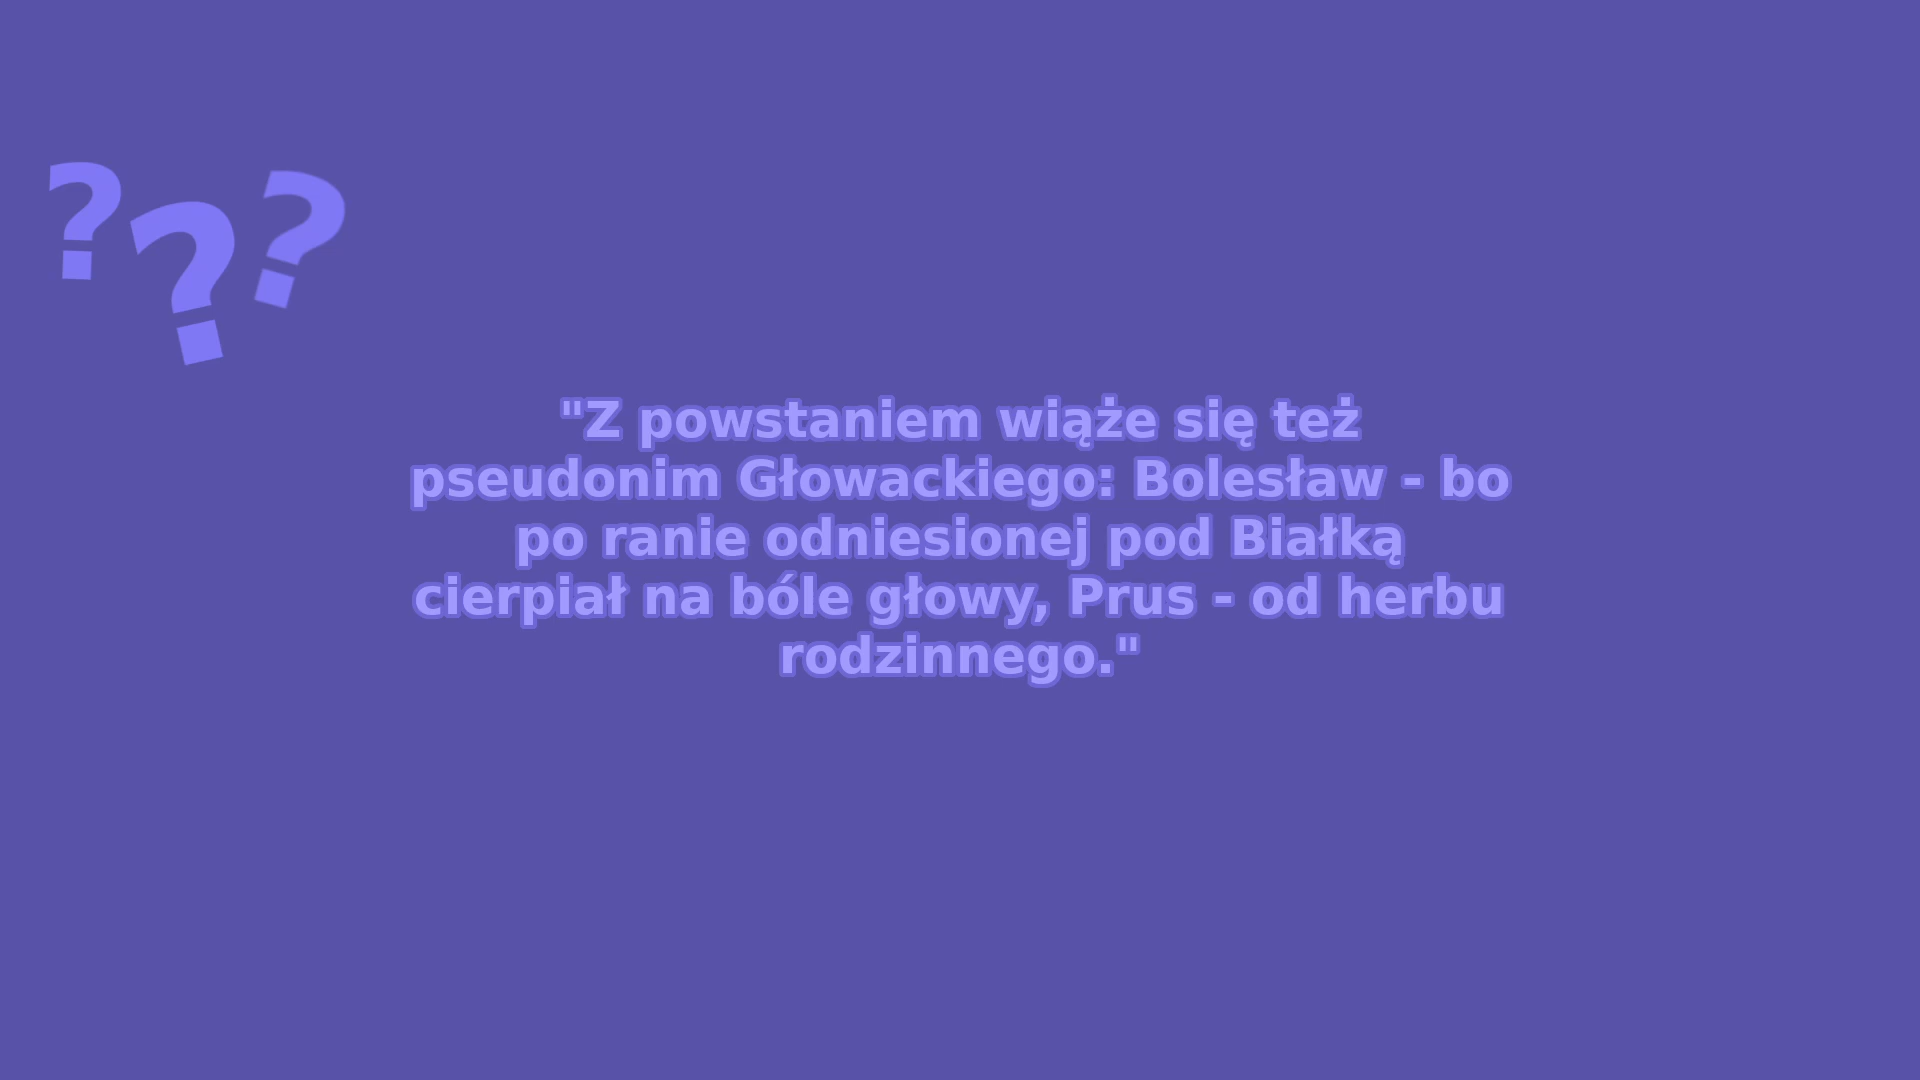 ???
"Z powstaniem wiąże się też
pseudonim Głowackiego: Bolesław - bo
po ranie odniesionej pod Białką
cierpiał na bóle głowy, Prus - od herbu
rodzinnego."